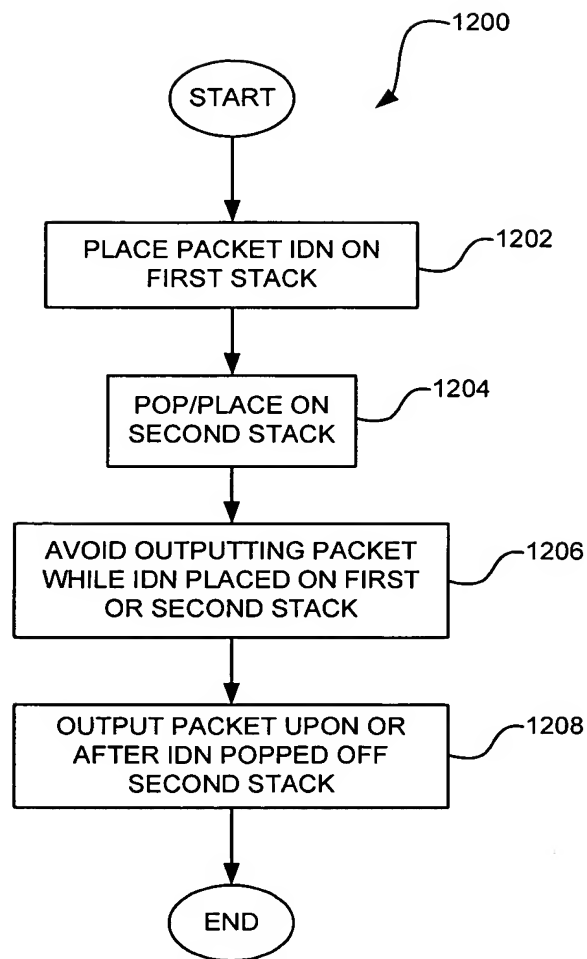 1200
START
PLACE PACKET IDN ON
FIRST STACK
1202
POP/PLACE ON
SECOND STACK
1204
AVOID OUTPUTTING PACKET
WHILE IDN PLACED ON FIRST
OR SECOND STACK
1206
OUTPUT PACKET UPON OR
AFTER IDN POPPED OFF
SECOND STACK
1208
END